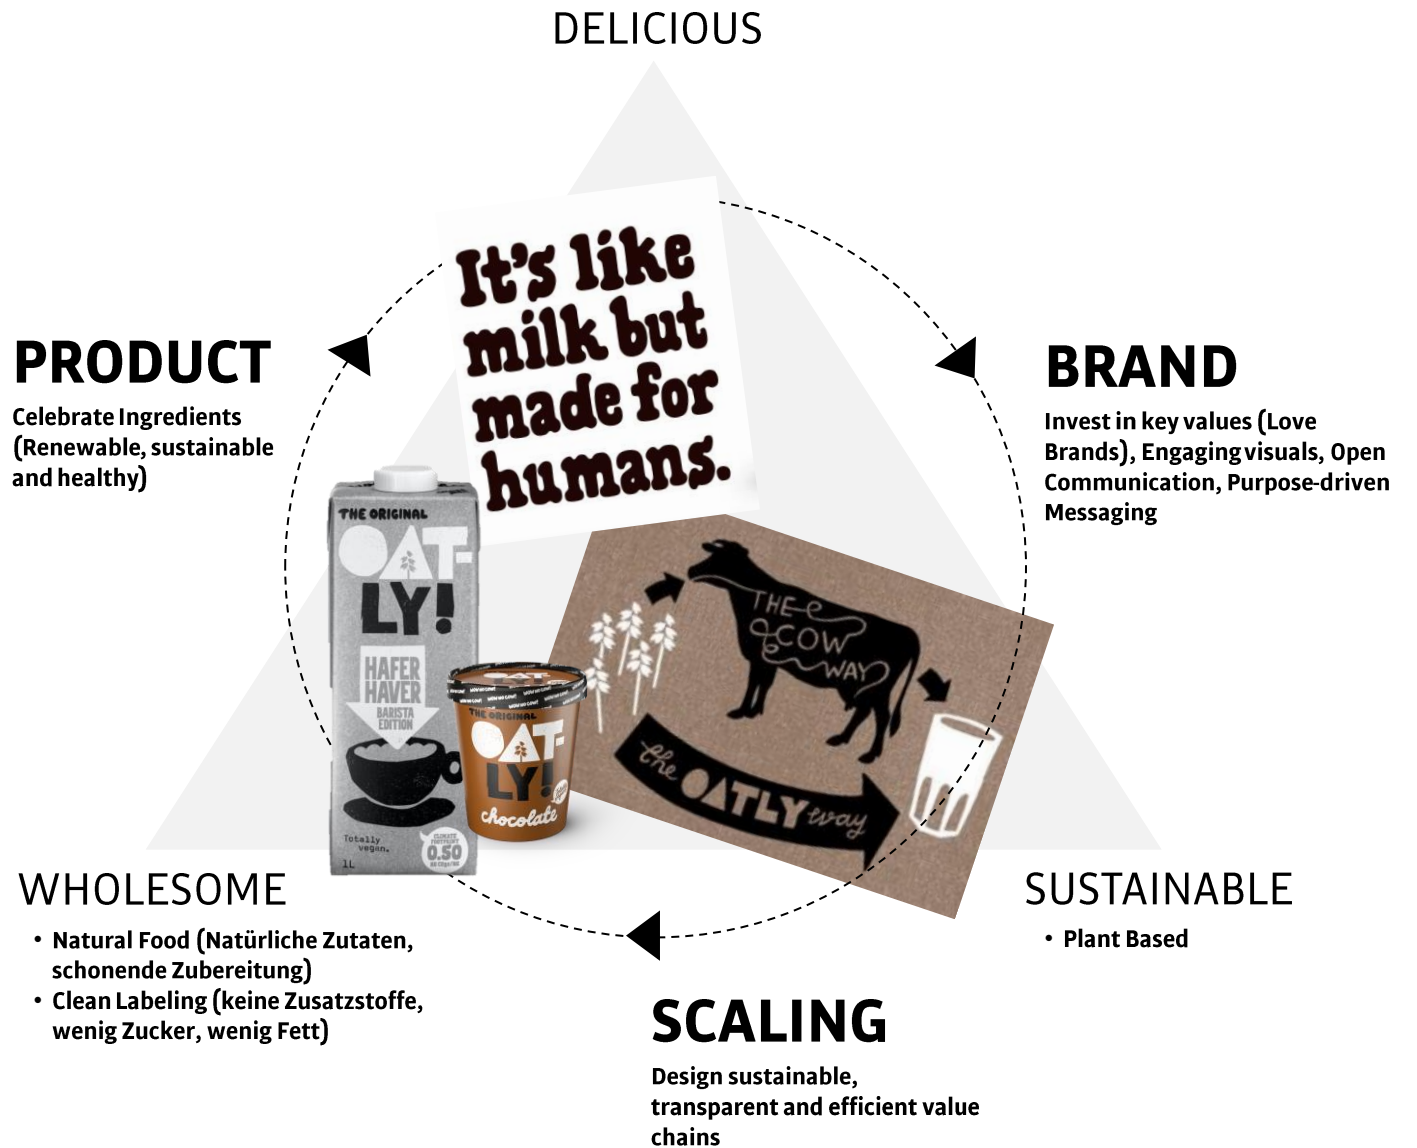 DELICIOUS
It's like
milk but
made for
humans.
PRODUCT
Celebrate Ingredients
(Renewable, sustainable
and healthy)
BRAND
Invest in key values (Love
Brands), Engaging visuals, Open
Communication, Purpose-driven
Messaging
THE ORIGINAL
OAT-
LY!
HAFER
HAVER
BARISTA
EDITION
Totally
vegan.
1L
CLIMATE
FOOTPRINT
0.50
THE ORIGINAL
OAT-
LY!
chocolate
THE
COW
WAY
the OATLY way
WHOLESOME
• Natural Food (Natürliche Zutaten,
schonende Zubereitung)
• Clean Labeling (keine Zusatzstoffe,
wenig Zucker, wenig Fett)
SUSTAINABLE
• Plant Based
SCALING
Design sustainable,
transparent and efficient value
chains